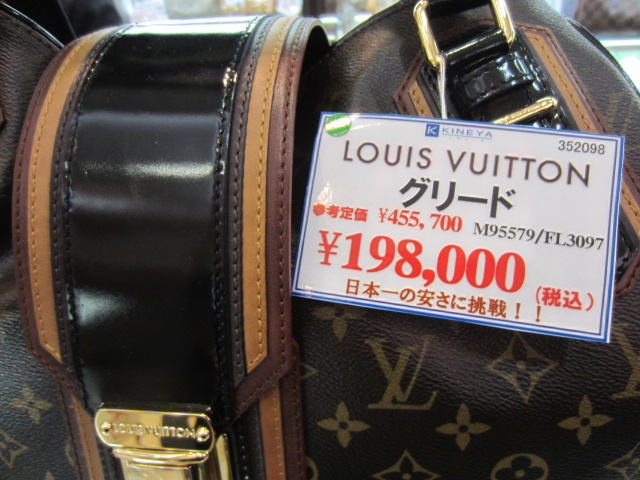 KINEYA
352098
LOUIS VUITTON
グリード
参考定価 ¥455,700 M95579/FL3097
¥198,000 (税込)
日本一の安さに挑戦!!
LOUIS VUITTON